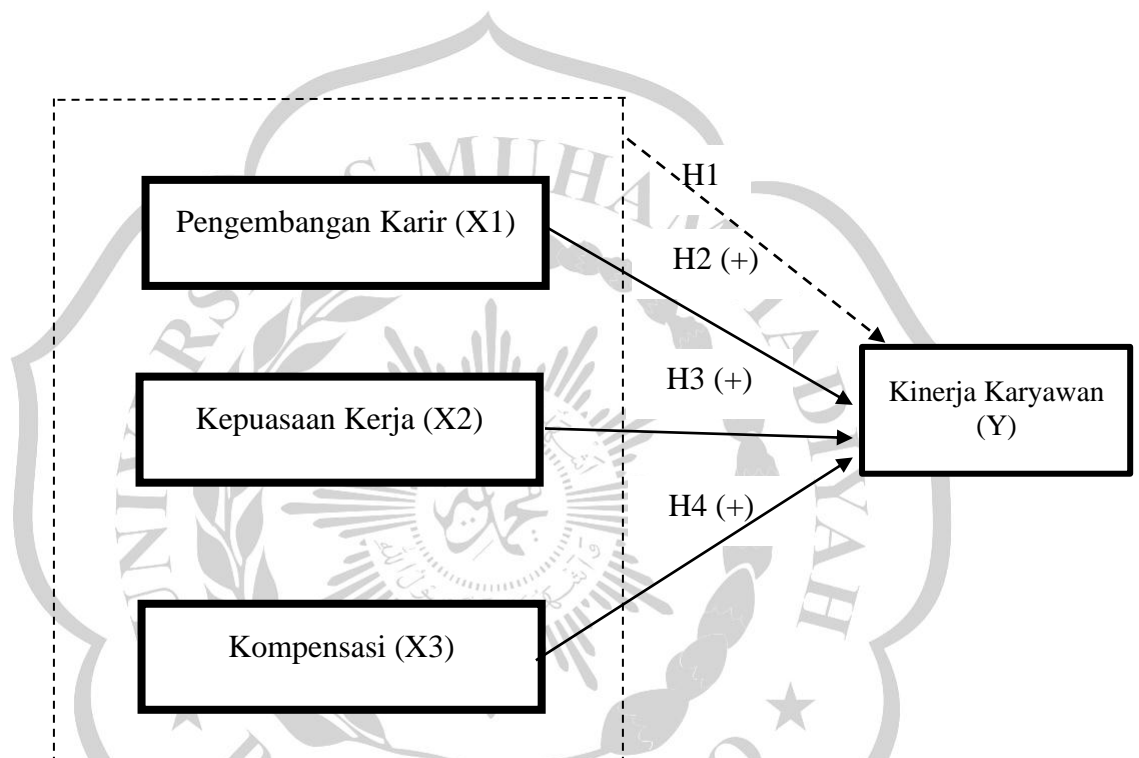 H1
Pengembangan Karir (X1)
H2 (+)
H3 (+)
Kinerja Karyawan
(Y)
Kepuasaan Kerja (X2)
H4 (+)
Kompensasi (X3)